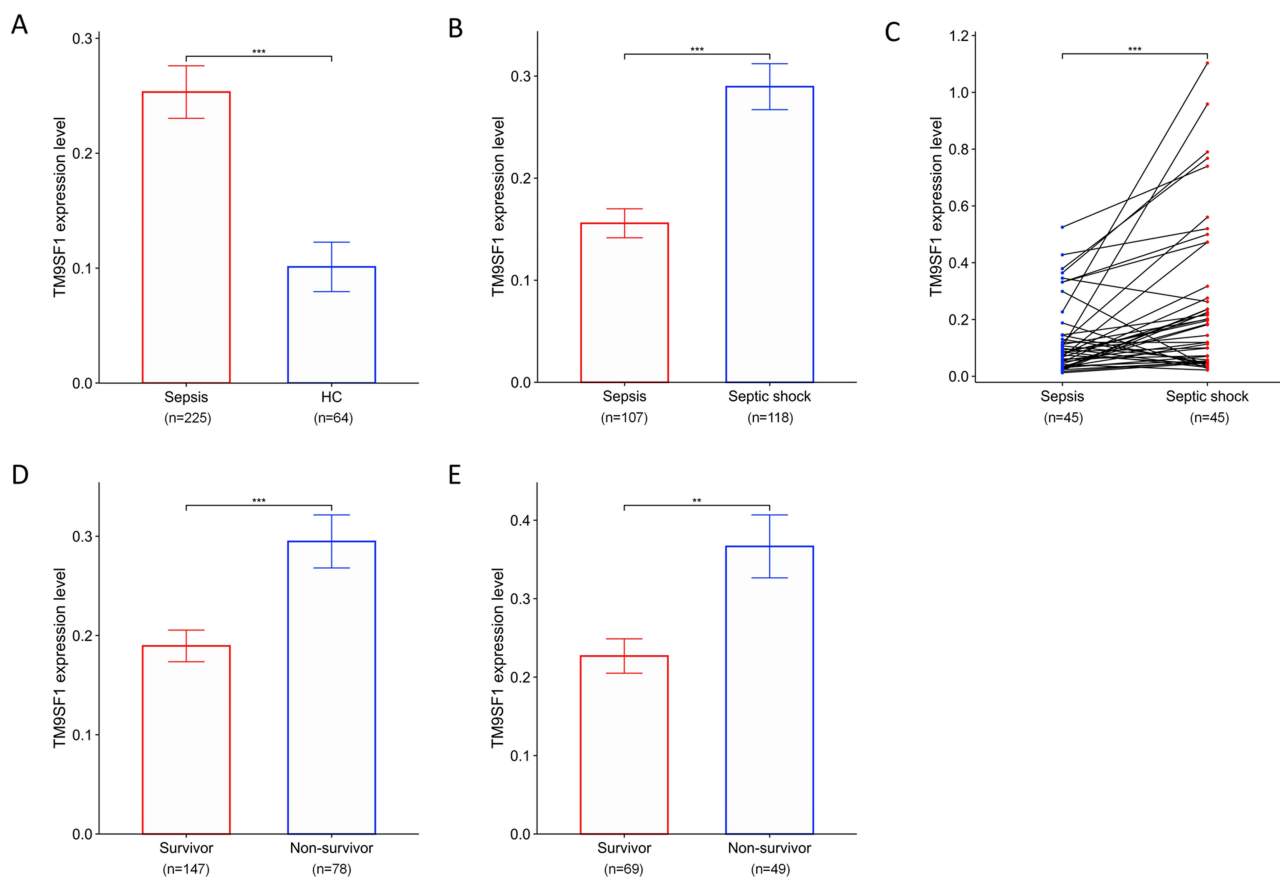 A
TM9SF1 expression level
0.3
0.2
0.1
0.0
***
Sepsis
HC
(n=225)
(n=64)
B
TM9SF1 expression level
0.3
0.2
0.1
0.0
***
Sepsis
Septic shock
(n=107)
(n=118)
C
TM9SF1 expression level
1.2
1.0
0.8
0.6
0.4
0.2
0.0
***
Sepsis
Septic shock
(n=45)
(n=45)
D
TM9SF1 expression level
0.3
0.2
0.1
0.0
***
Survivor
Non-survivor
(n=147)
(n=78)
E
TM9SF1 expression level
0.4
0.3
0.2
0.1
0.0
**
Survivor
Non-survivor
(n=69)
(n=49)